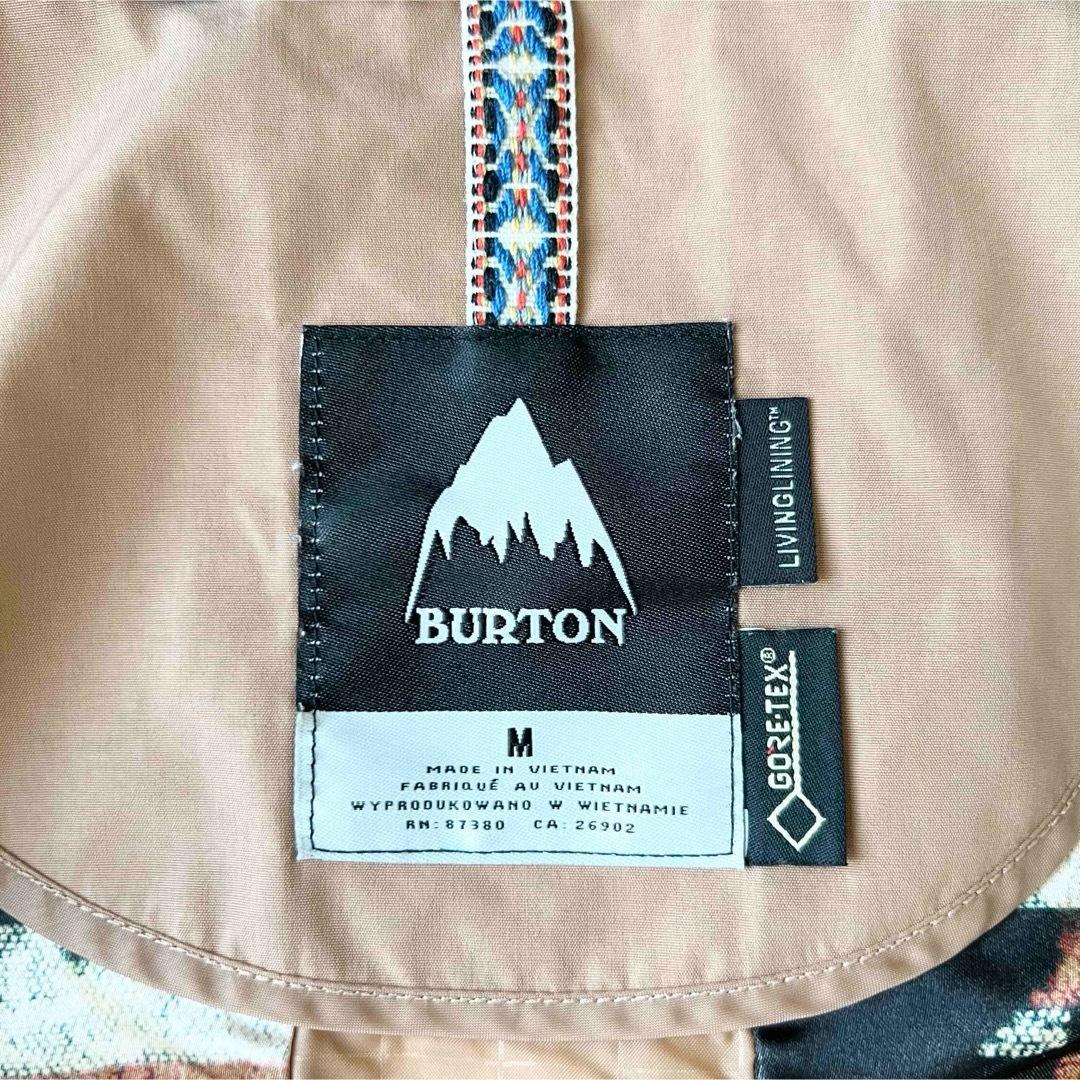 BURTON
M
MADE IN VIETNAM
FABRIQUÉ AU VIETNAM
WYPRODUKOWANO W WIETNAMIE
RN: 87380 CA: 26902
LIVINGLINING™
GORE-TEX®